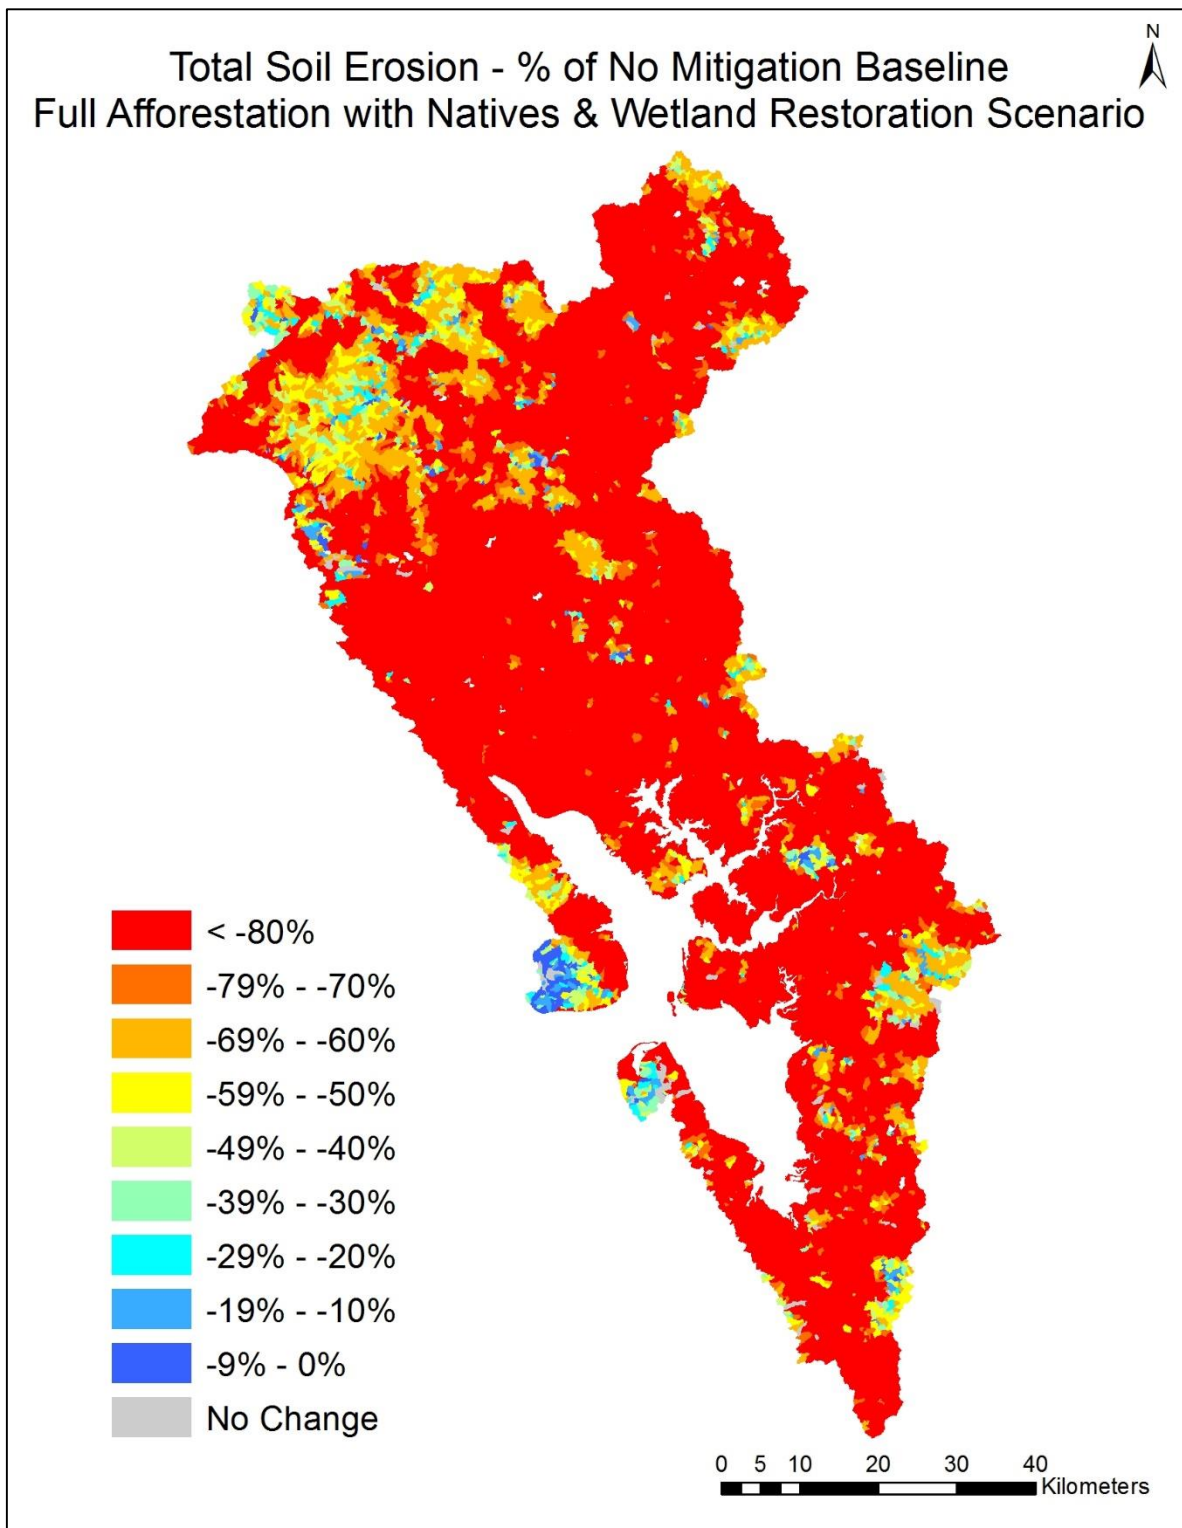 N
Total Soil Erosion - % of No Mitigation Baseline
Full Afforestation with Natives & Wetland Restoration Scenario
< -80%
-79% - -70%
-69% - -60%
-59% - -50%
-49% - -40%
-39% - -30%
-29% - -20%
-19% - -10%
-9% - 0%
No Change
0 5 10 20 30 40
Kilometers